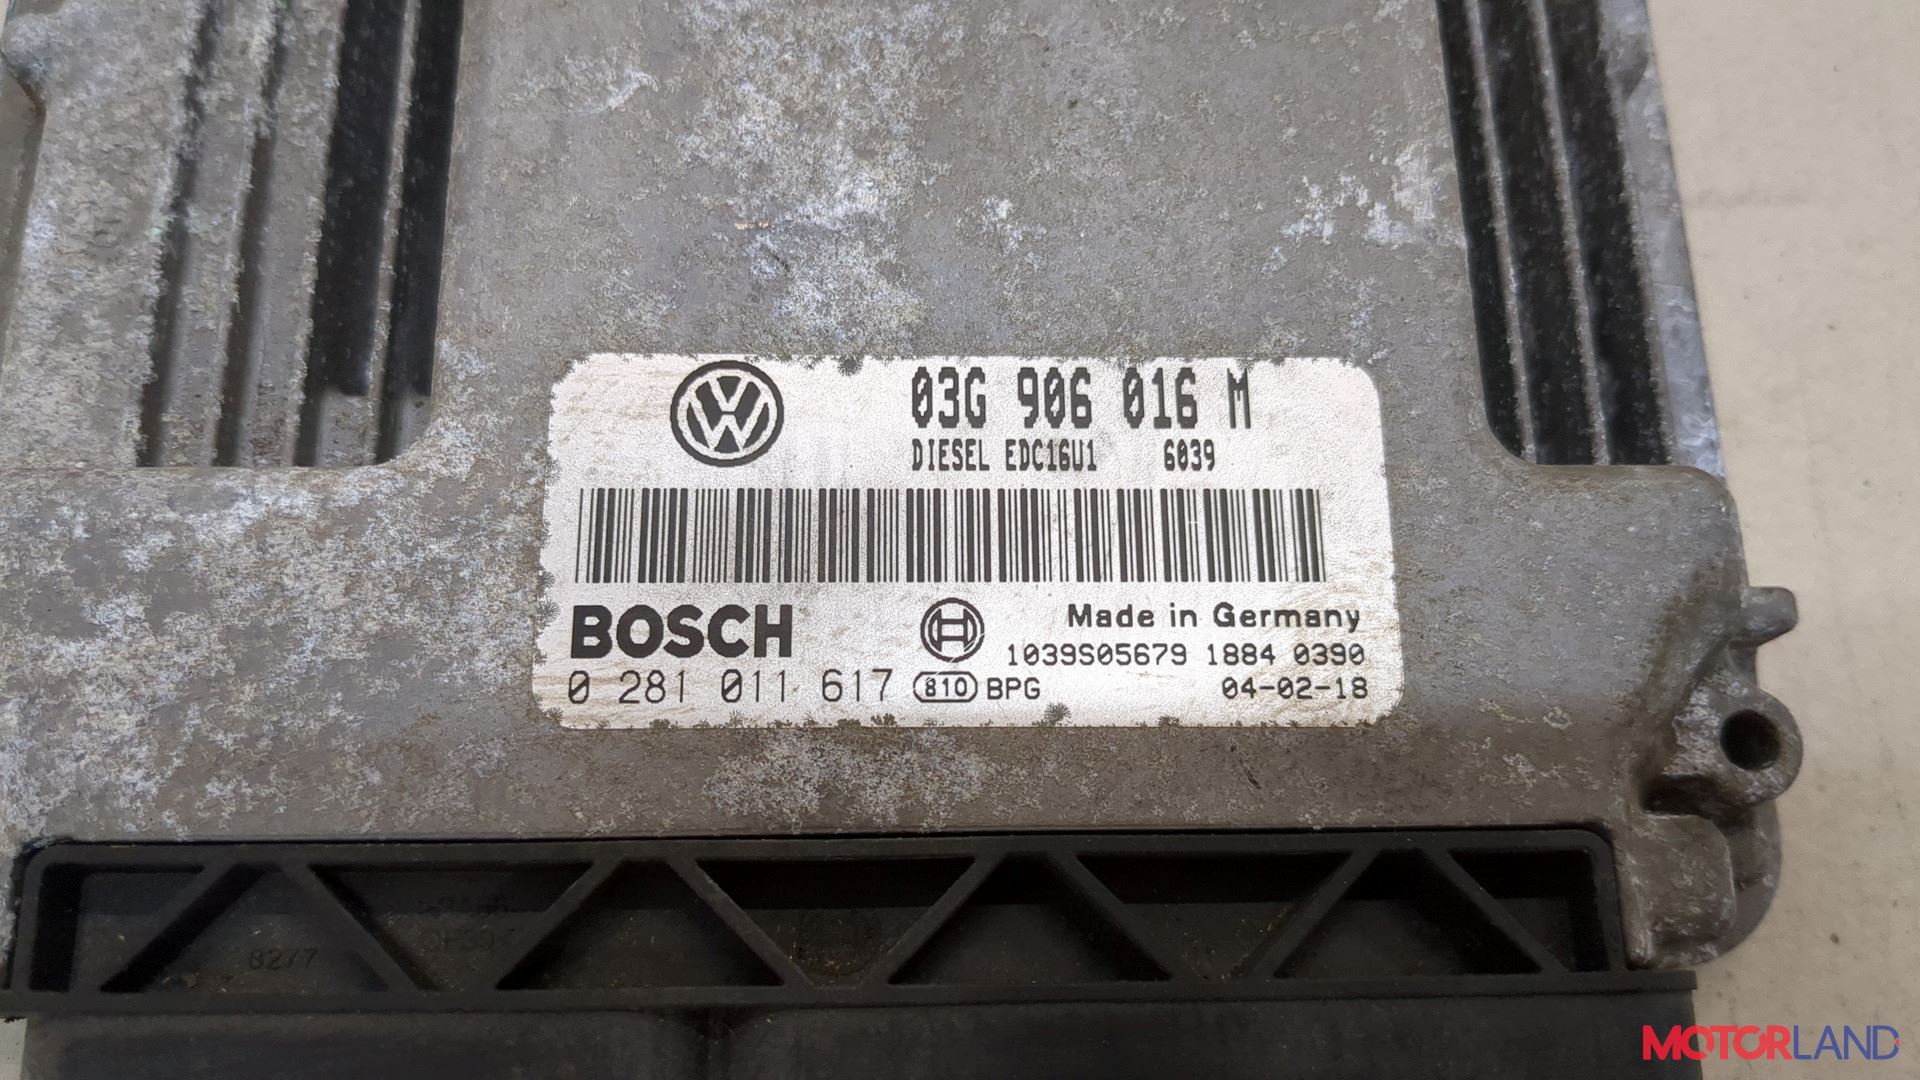 03G 906 016 M
DIESEL EDC16U1 6039
BOSCH
Made in Germany
1039S05679 1884 0390
0 281 011 617 810 BPG 04-02-18
8277
MOTORLAND